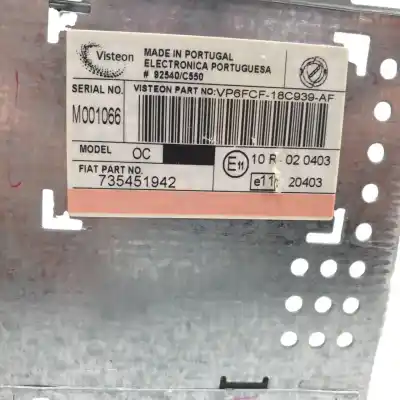 Visteon
MADE IN PORTUGAL
ELECTRONICA PORTUGUESA
# 92540/C550
SERIAL NO.
VISTEON PART NO:VP6FCF-18C939-AF
M001066
MODEL OC
E11 10 R - 02 0403
FIAT PART NO.
735451942
e11 20403